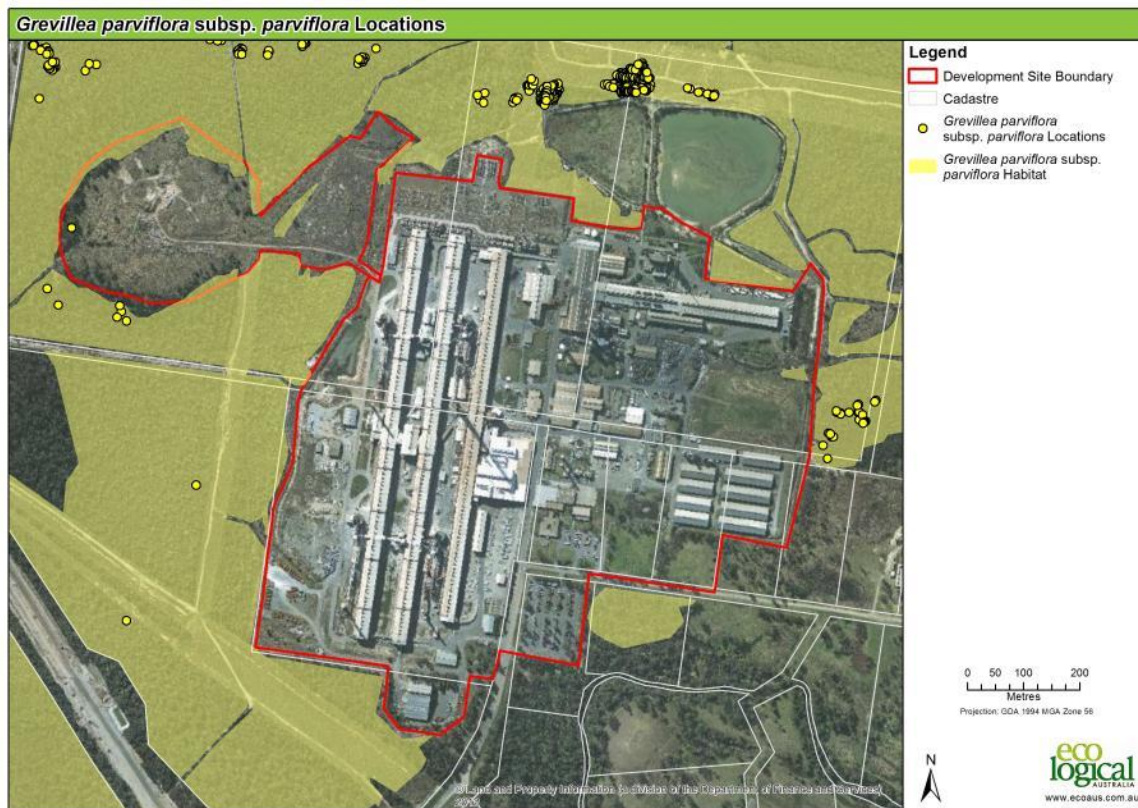 Grevillea parviflora subsp. parviflora Locations
Legend
Development Site Boundary
Cadastre
Grevillea parviflora
subsp. parviflora Locations
Grevillea parviflora subsp.
parviflora Habitat
0 50 100 200
Metres
Projection: GDA 1994 MGA Zone 56
N
eco
logical
AUSTRALIA
www.ecoaus.com.au
© Land and Property Information (a division of the Department of Finance and Services)